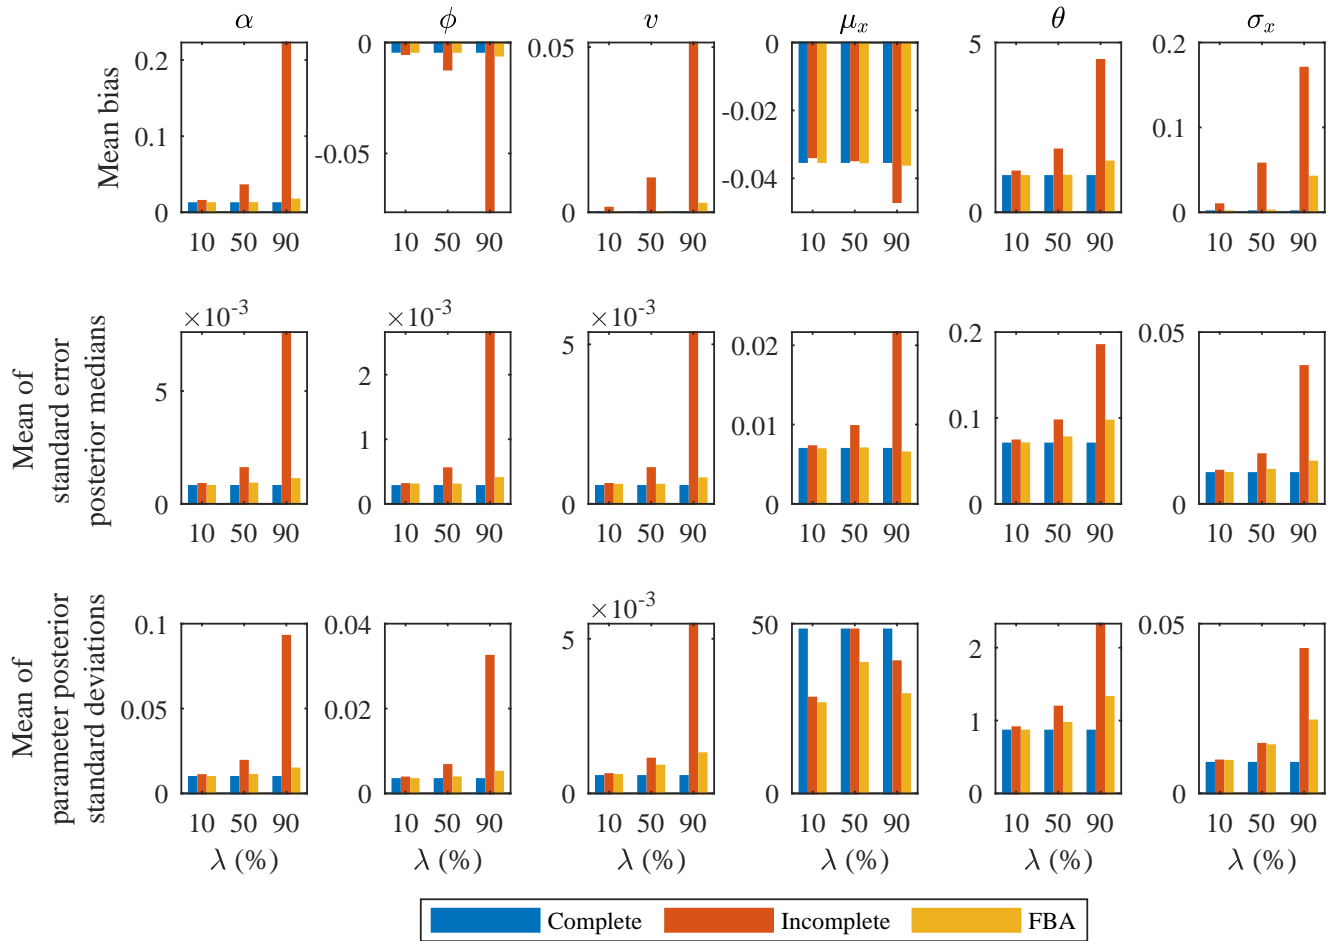 α ϕ v μx θ σx
Mean bias
0.2 0 0.05 0 5 0.2
-0.02
0.1 0.1
-0.05 -0.04
0 0 0 0
10 50 90 10 50 90 10 50 90 10 50 90 10 50 90 10 50 90
Mean of
standard error
posterior medians
×10-3 ×10-3 ×10-3
5 0.02 0.2 0.05
2
5 0.01 0.1
1
0 0 0 0 0 0
10 50 90 10 50 90 10 50 90 10 50 90 10 50 90 10 50 90
Mean of
parameter posterior
standard deviations
×10-3
0.1 0.04 5 50 2 0.05
0.05 0.02 1
0 0 0 0 0 0
10 50 90 10 50 90 10 50 90 10 50 90 10 50 90 10 50 90
λ (%) λ (%) λ (%) λ (%) λ (%) λ (%)
Complete Incomplete FBA